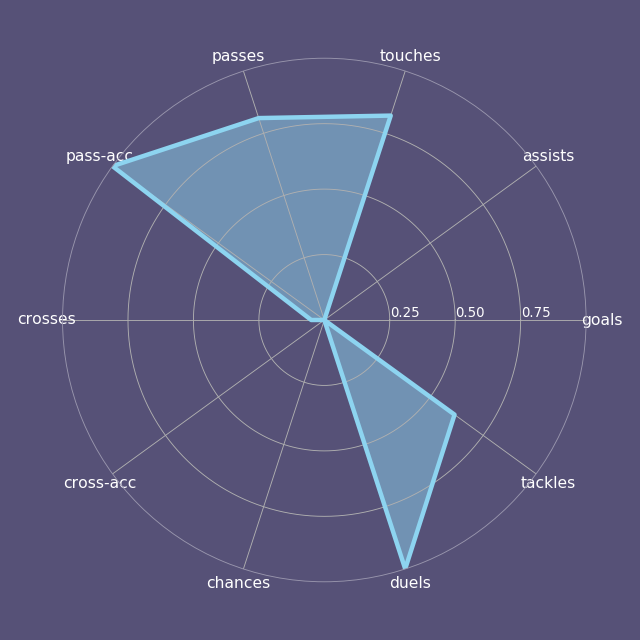 passes
touches
pass-acc
assists
crosses
0.25
0.50
0.75
goals
cross-acc
tackles
chances
duels